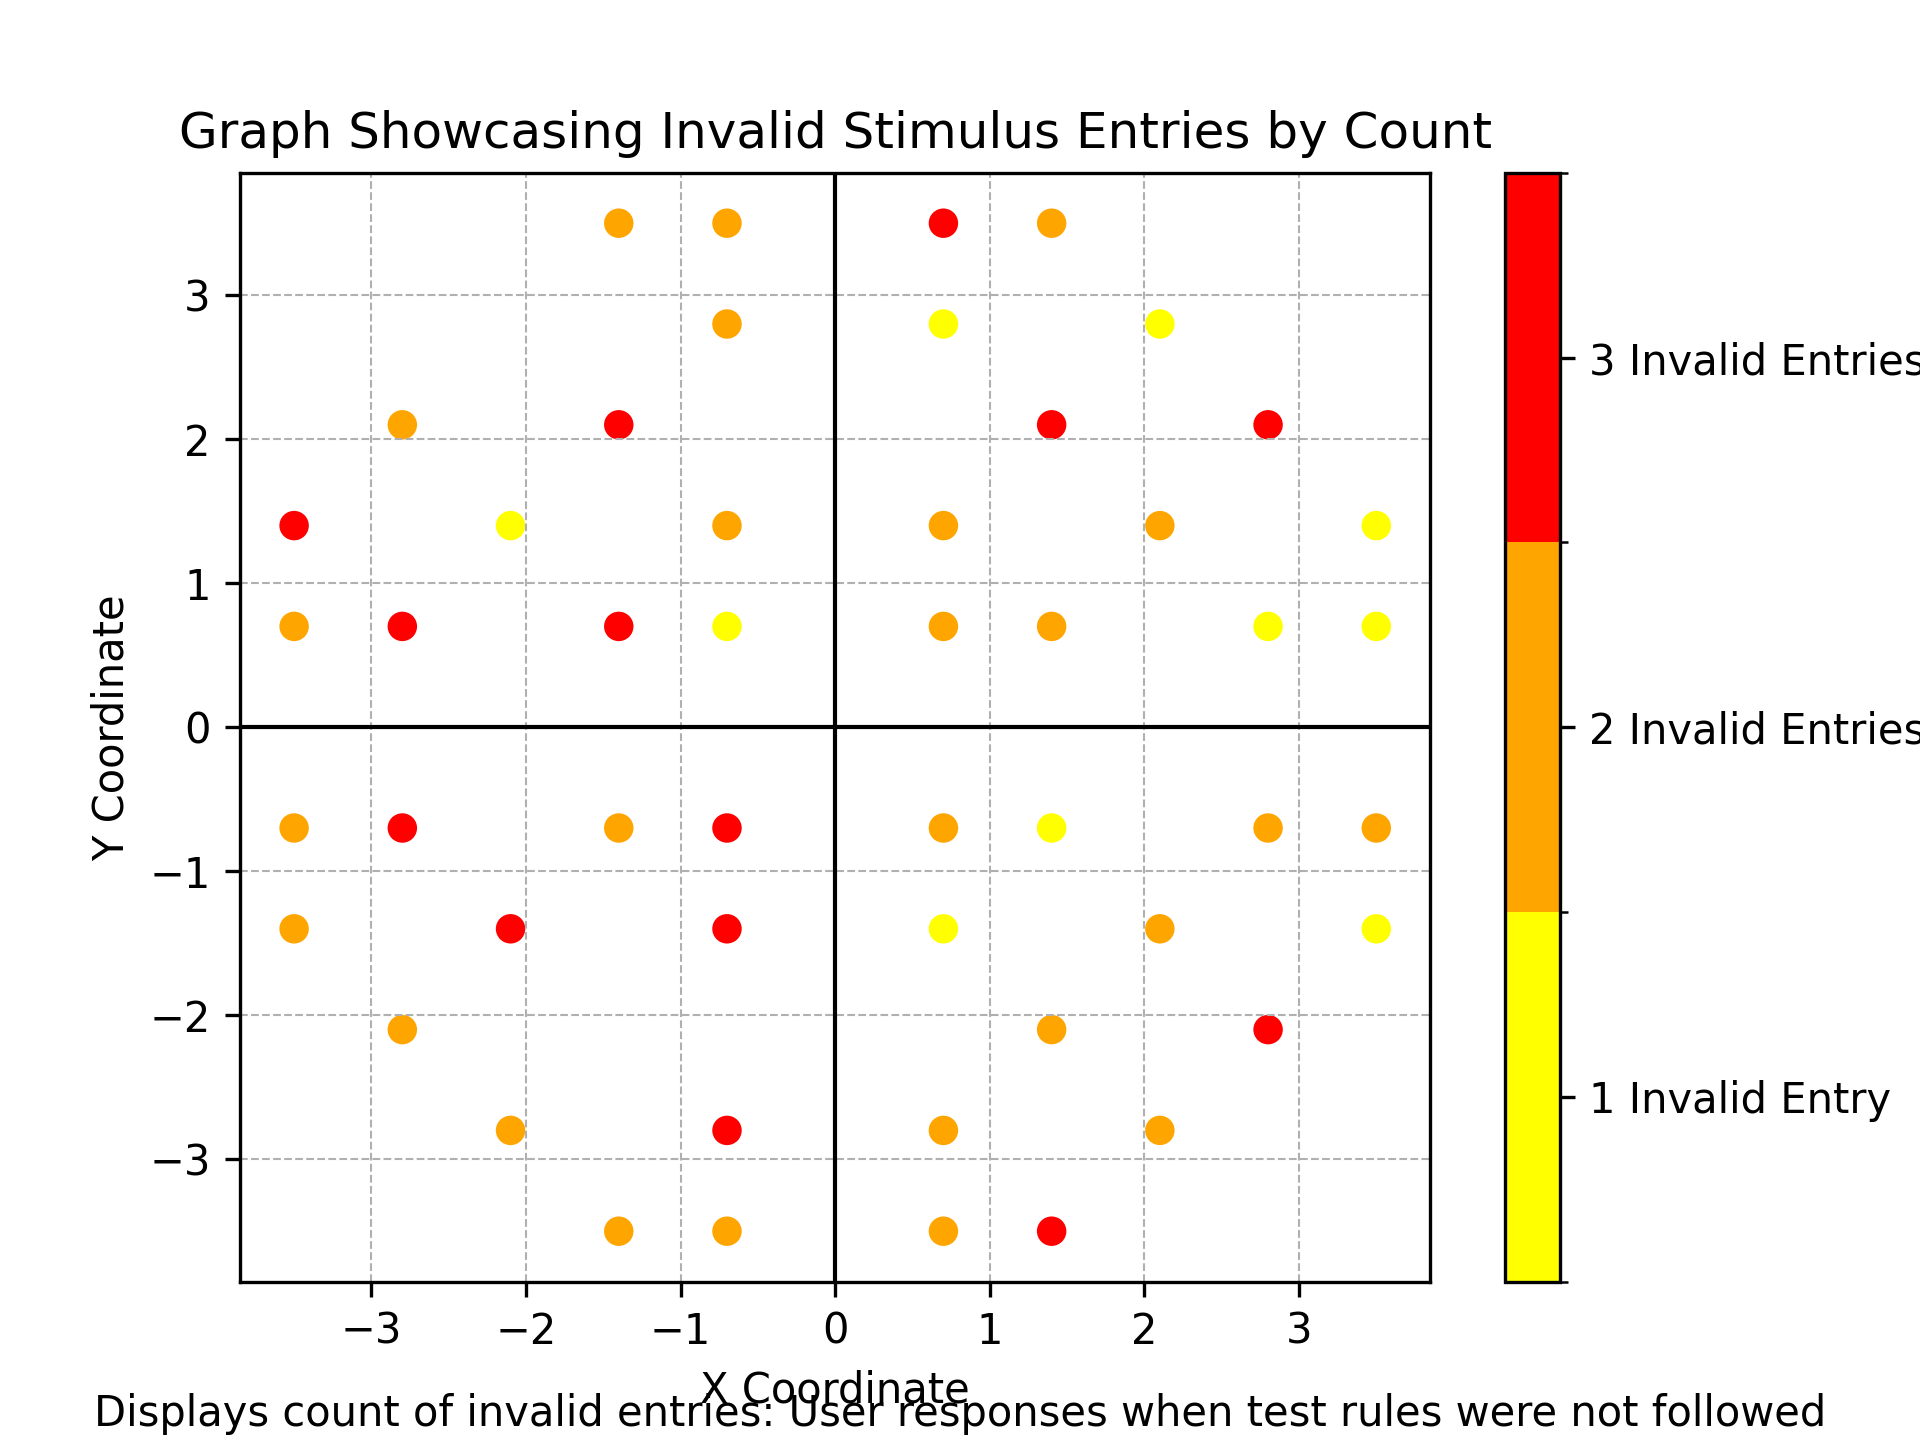 Graph Showcasing Invalid Stimulus Entries by Count
3
2
1
0
−1
−2
−3
Y Coordinate
−3 −2 −1 0 1 2 3
X Coordinate
3 Invalid Entries
2 Invalid Entries
1 Invalid Entry
Displays count of invalid entries: User responses when test rules were not followed